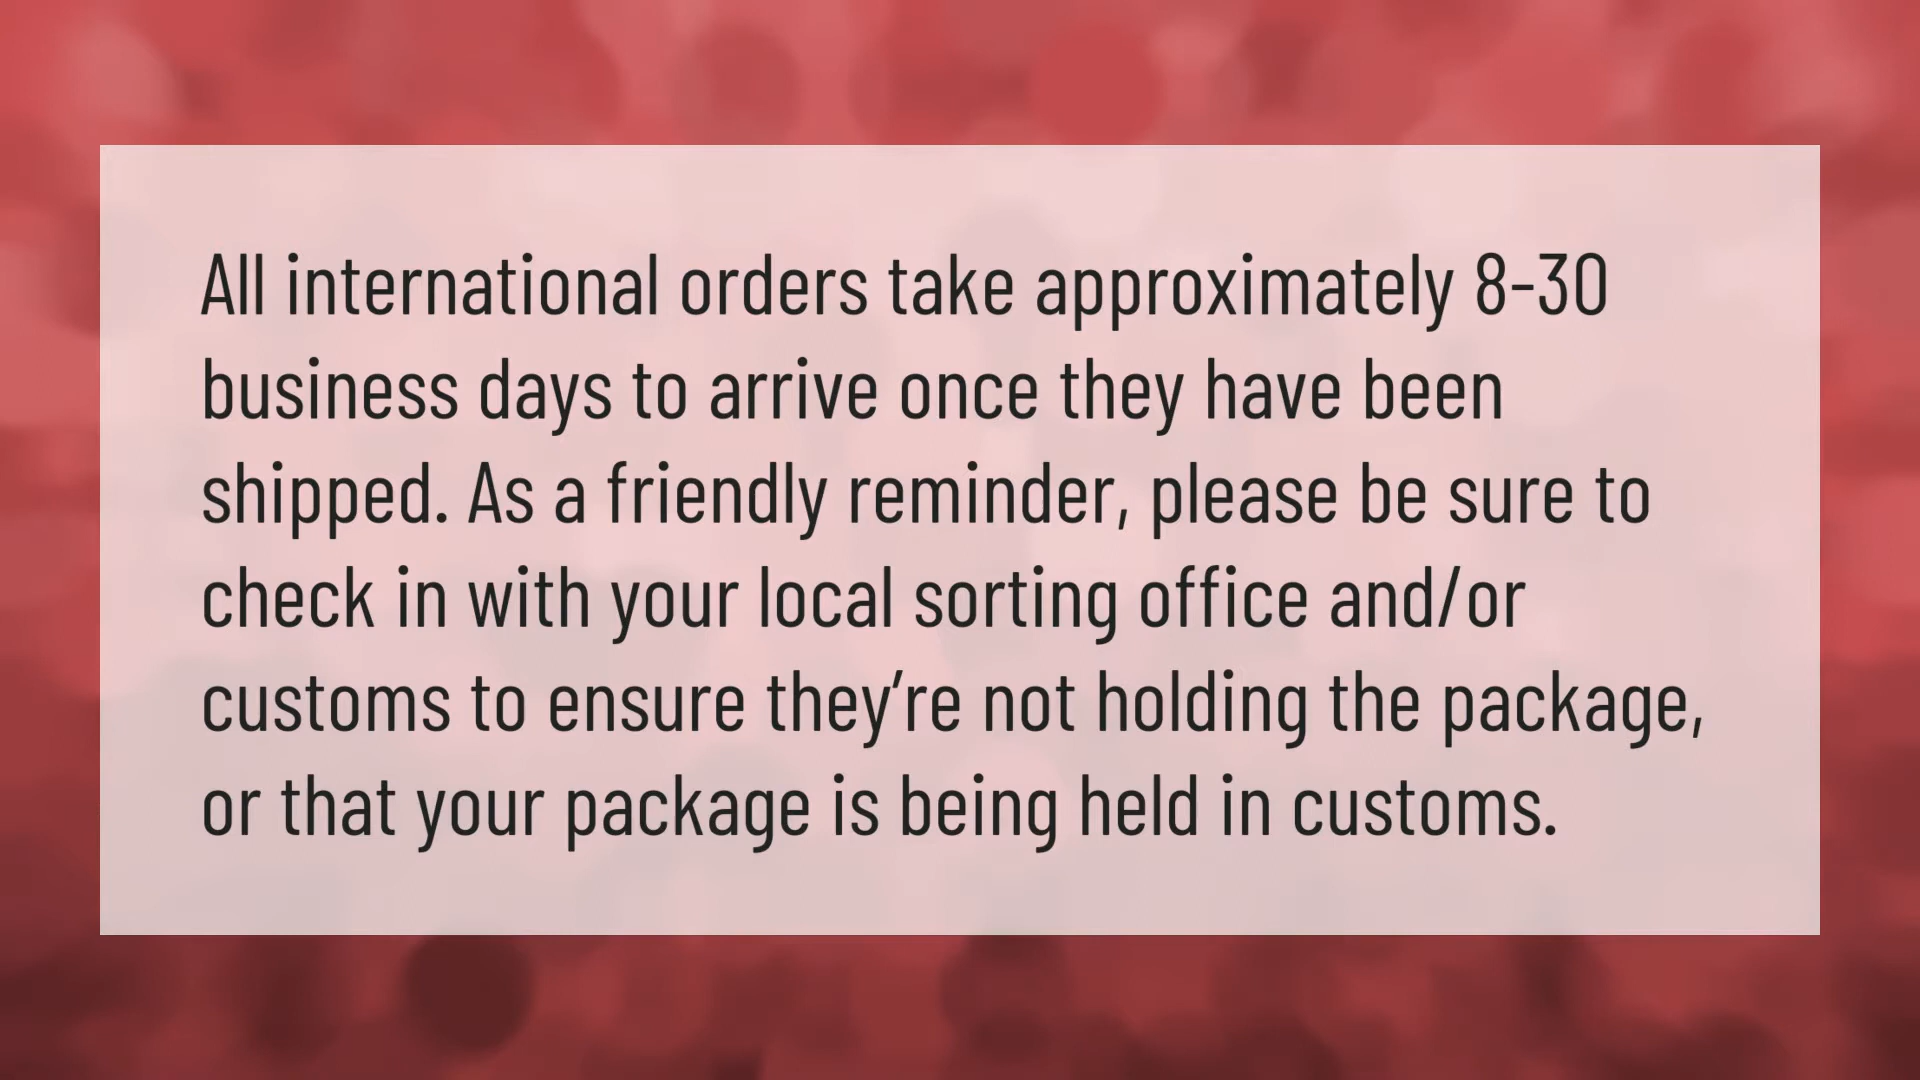 All international orders take approximately 8-30
business days to arrive once they have been
shipped. As a friendly reminder, please be sure to
check in with your local sorting office and/or
customs to ensure they’re not holding the package,
or that your package is being held in customs.